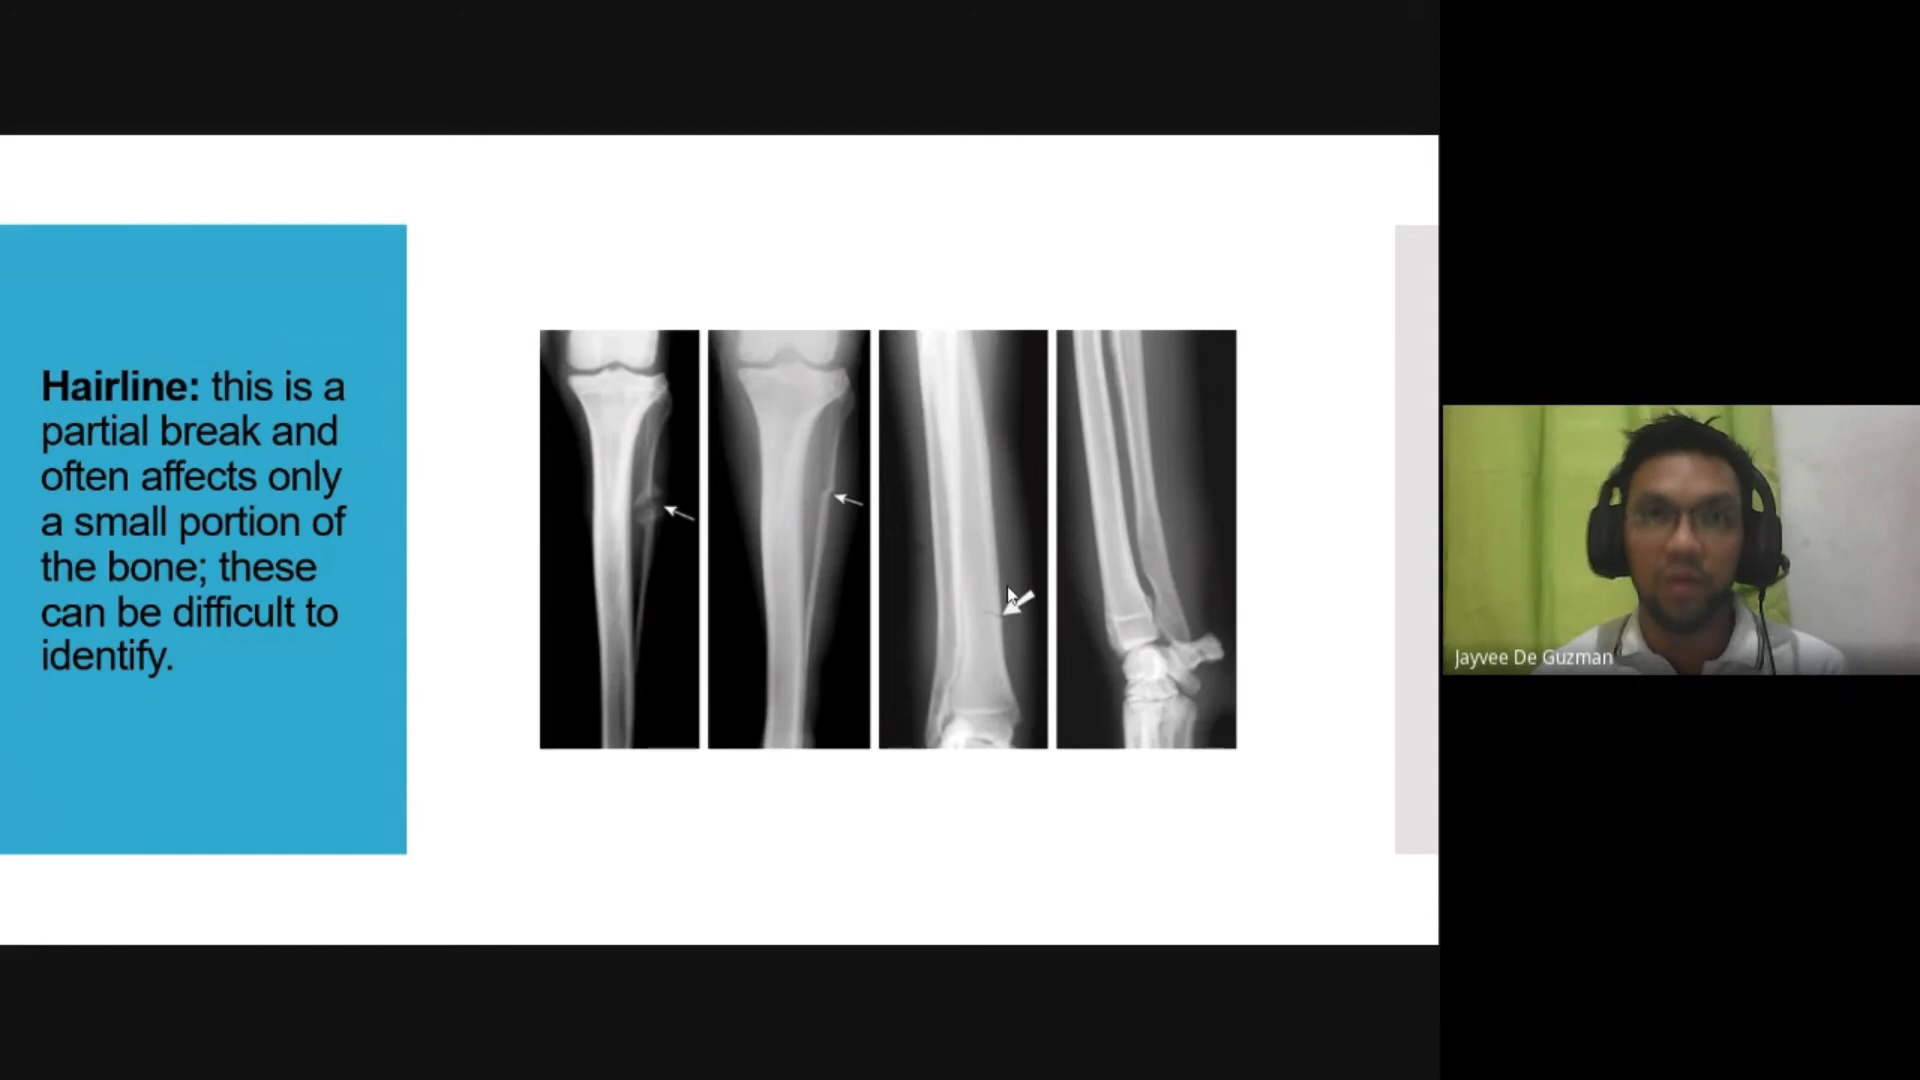 Hairline: this is a
partial break and
often affects only
a small portion of
the bone; these
can be difficult to
identify.
Jayvee De Guzman